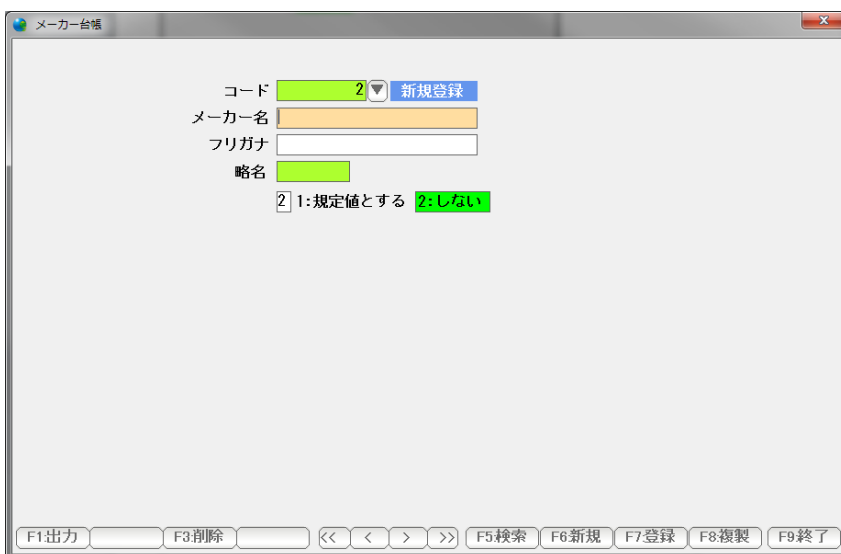 メーカー台帳
コード 2 新規登録
メーカー名
フリガナ
略名
2 1:規定値とする 2:しない
F1:出力 F3:削除 << < > >> F5:検索 F6:新規 F7:登録 F8:複製 F9:終了